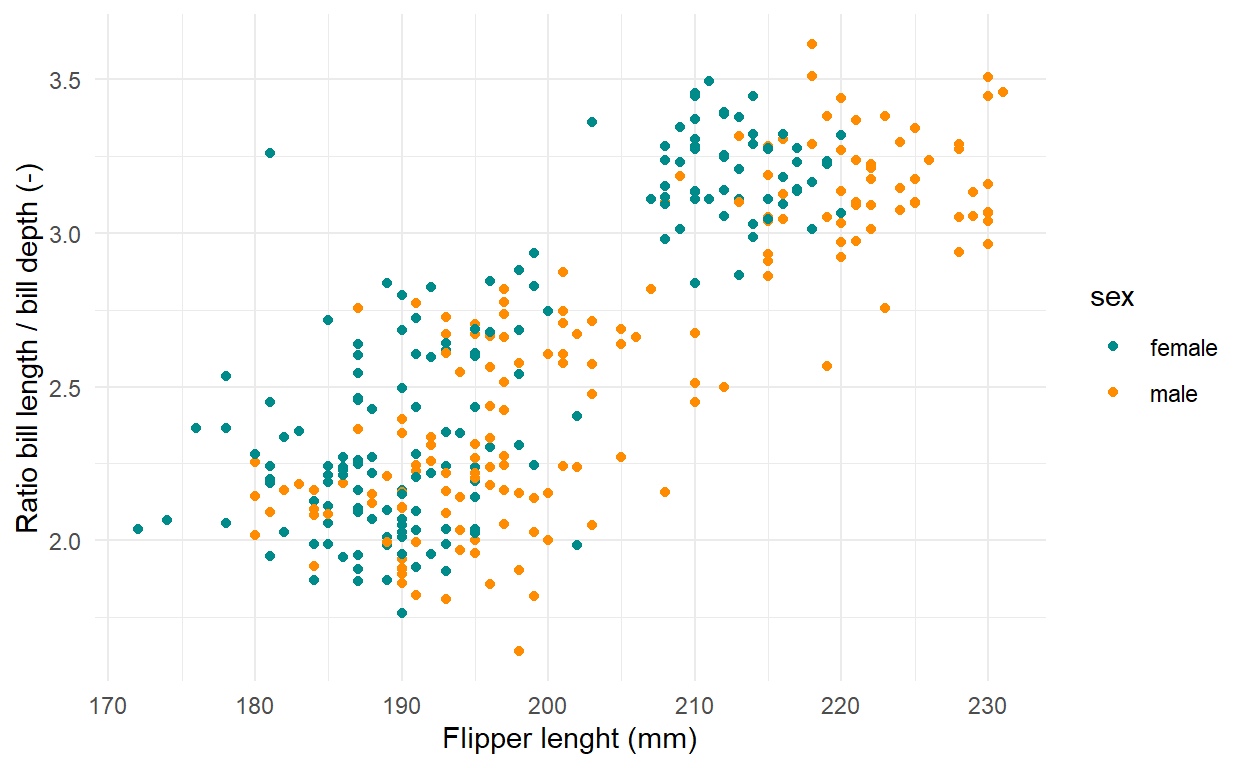 3.5
3.0
2.5
2.0
Ratio bill length / bill depth (-)
170 180 190 200 210 220 230
Flipper lenght (mm)
sex
female
male